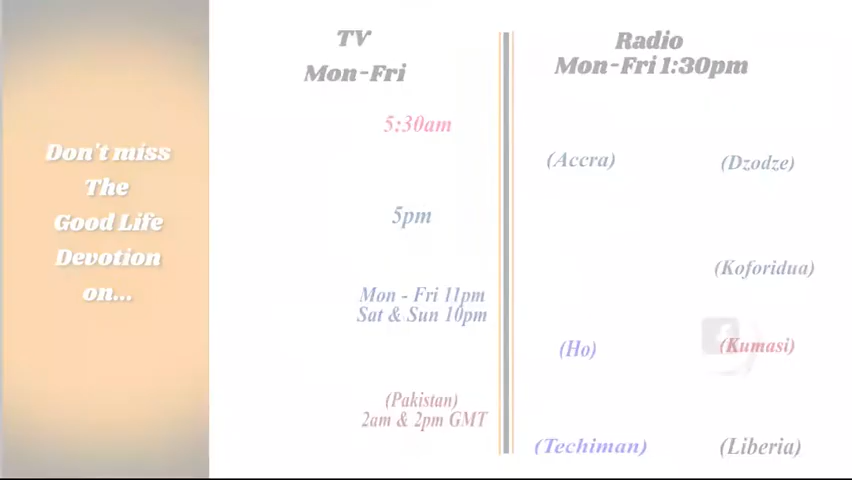 Don't miss
The
Good Life
Devotion
on...
TV
Mon-Fri
5:30am
5pm
Mon - Fri 11pm
Sat & Sun 10pm
(Pakistan)
2am & 2pm GMT
Radio
Mon-Fri 1:30pm
(Accra)
(Dzodze)
(Koforidua)
(Ho)
(Kumasi)
(Techiman)
(Liberia)